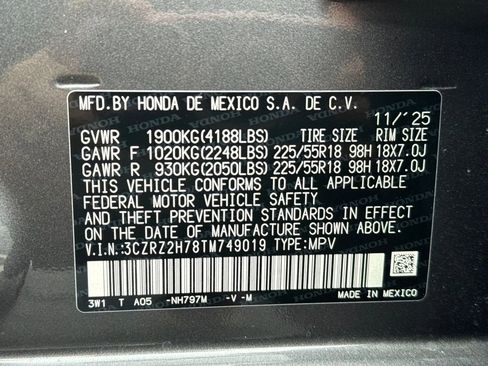 MFD.BY HONDA DE MEXICO S.A. DE C.V.
11/'25
GVWR 1900KG(4188LBS) TIRE SIZE RIM SIZE
GAWR F 1020KG(2248LBS) 225/55R18 98H 18X7.0J
GAWR R 930KG(2050LBS) 225/55R18 98H 18X7.0J
THIS VEHICLE CONFORMS TO ALL APPLICABLE
FEDERAL MOTOR VEHICLE SAFETY
AND THEFT PREVENTION STANDARDS IN EFFECT
ON THE DATE OF MANUFACTURE SHOWN ABOVE.
V.I.N:3CZRZ2H78TM749019 TYPE:MPV
3W1 T A05 -NH797M -V -M MADE IN MEXICO